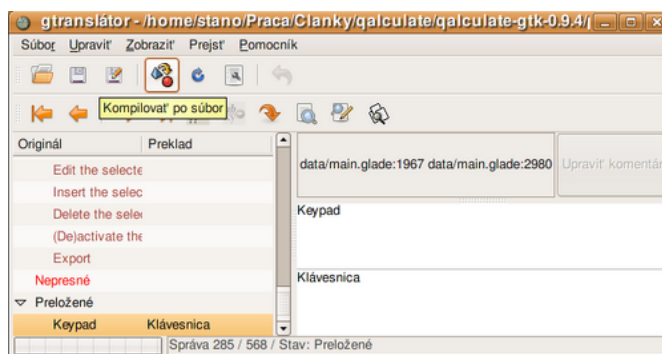 gtranslátor - /home/stano/Praca/Clanky/qalculate/qalculate-gtk-0.9.4/
Súbor Upraviť Zobraziť Prejsť Pomocník
Kompilovať po súbor
Originál Preklad
data/main.glade:1967 data/main.glade:2980 Upraviť komentár
Edit the selecte
Insert the selec
Delete the sele
(De)activate the
Export
Nepresné
Preložené
Keypad Klávesnica
Keypad
Klávesnica
Správa 285 / 568 / Stav: Preložené